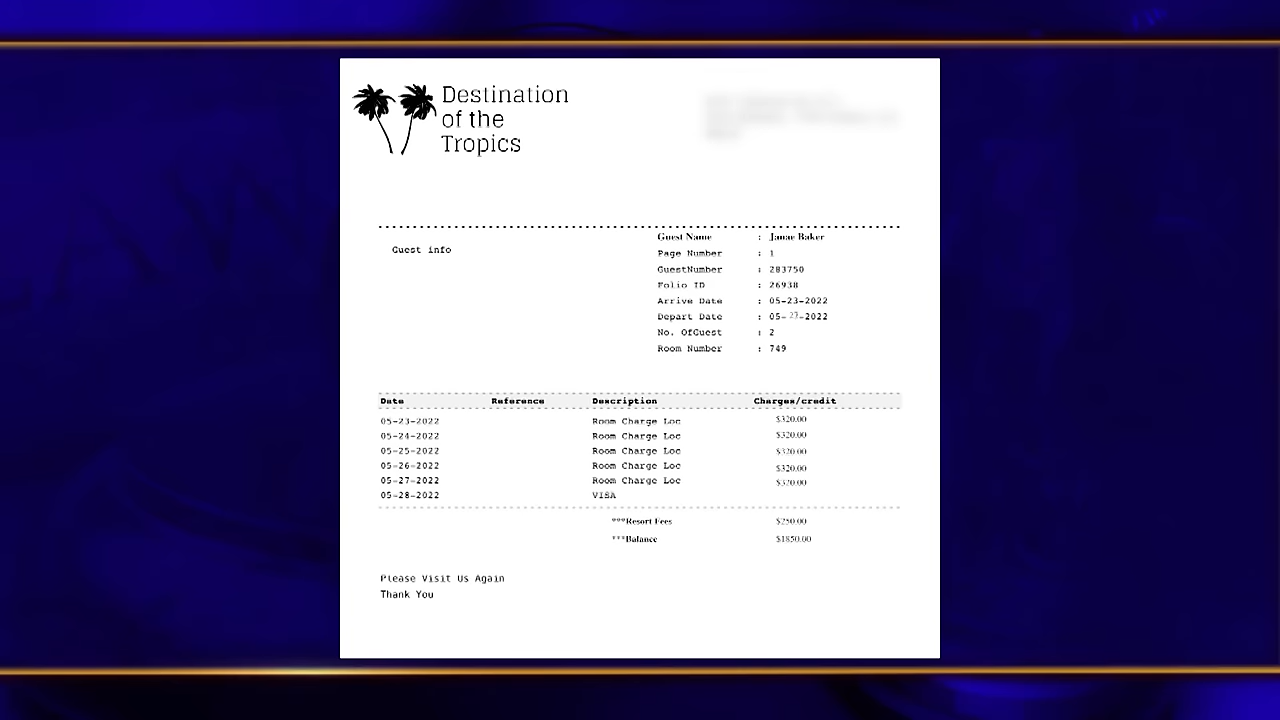 Destination
of the
Tropics
Guest info
Guest Name : Janae Baker
Page Number : 1
GuestNumber : 283750
Folio ID : 26938
Arrive Date : 05-23-2022
Depart Date : 05-27-2022
No. OfGuest : 2
Room Number : 749
Date Reference Description Charges/credit
05-23-2022 Room Charge Loc $320.00
05-24-2022 Room Charge Loc $320.00
05-25-2022 Room Charge Loc $320.00
05-26-2022 Room Charge Loc $320.00
05-27-2022 Room Charge Loc $320.00
05-28-2022 VISA
***Resort Fees $250.00
***Balance $1850.00
Please Visit Us Again
Thank You